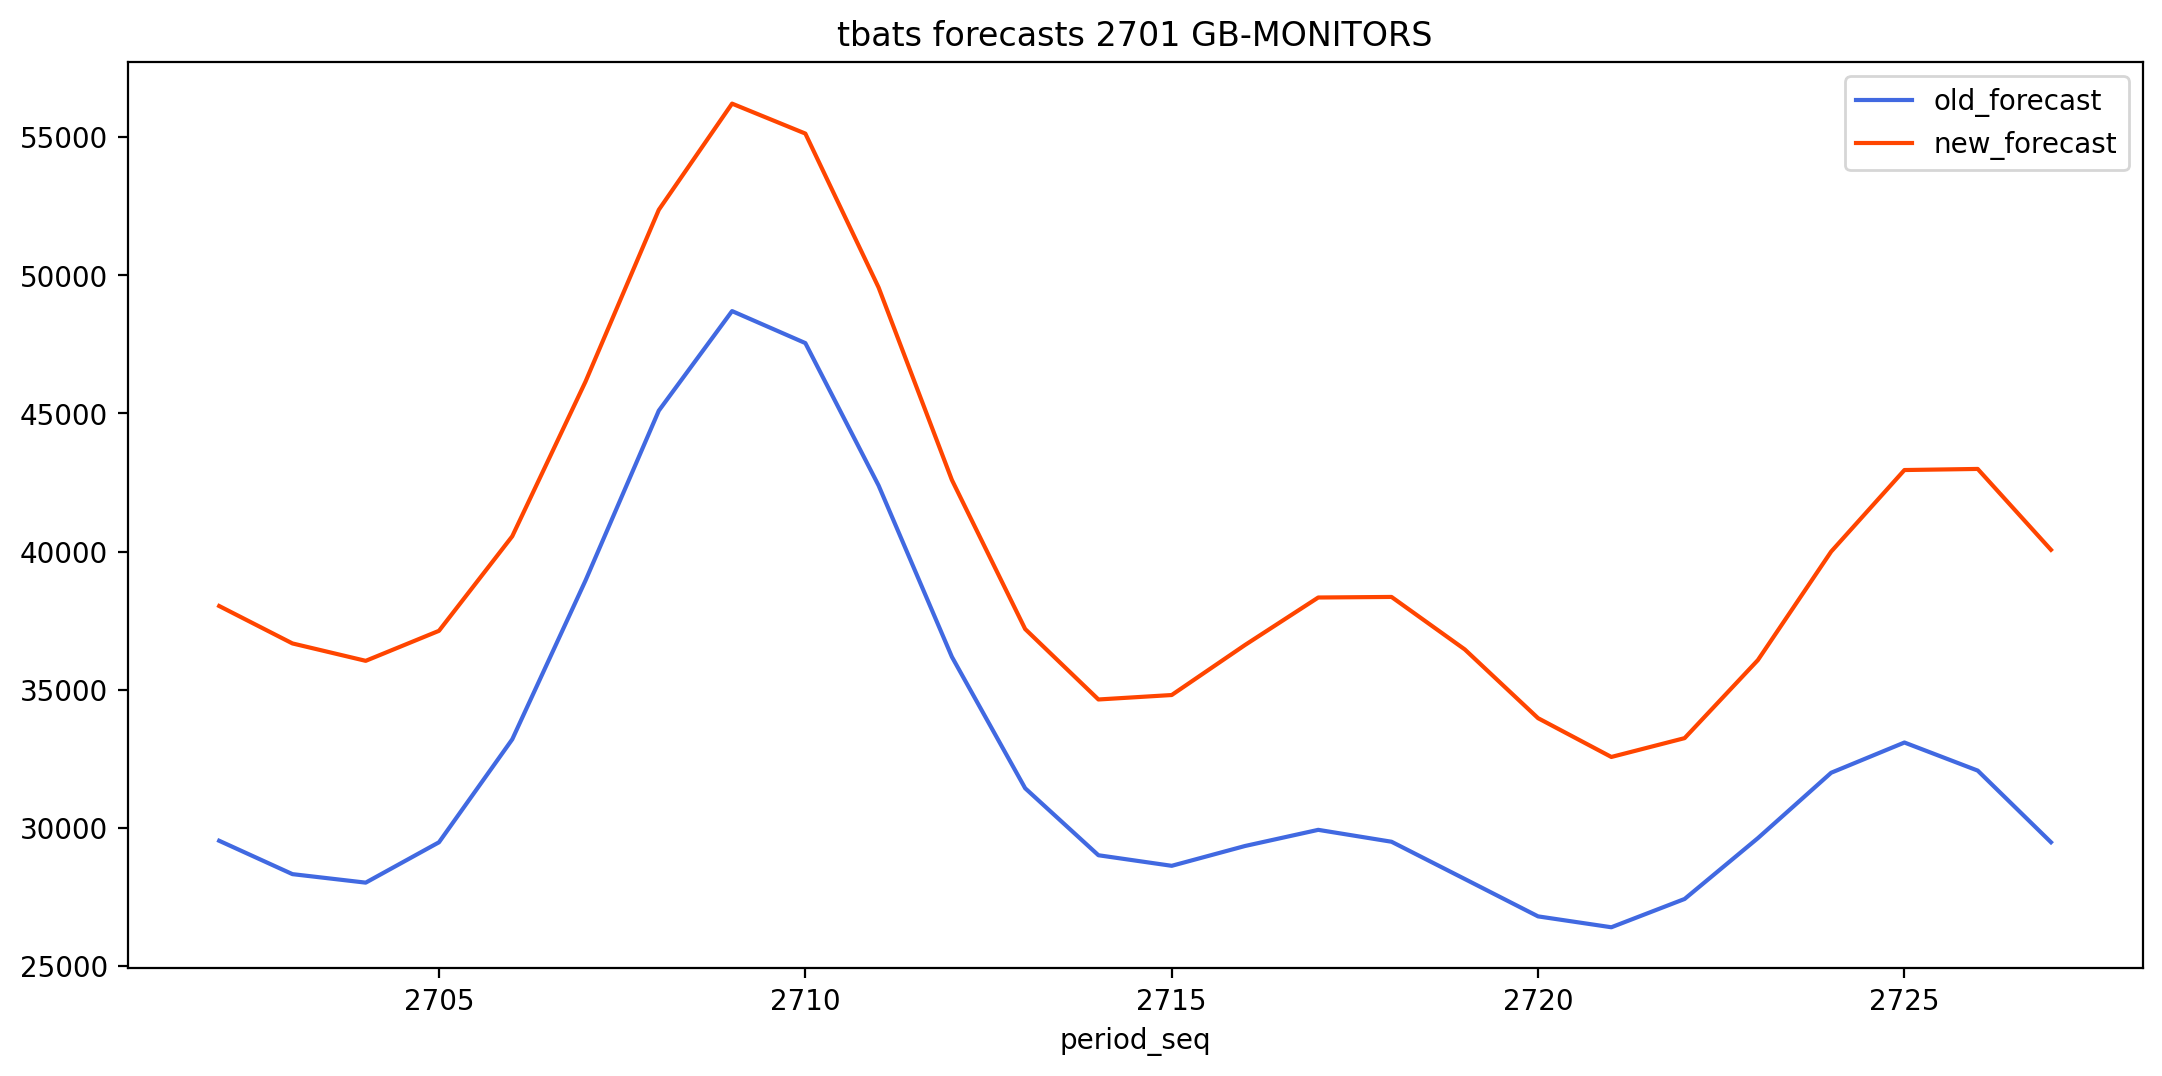 tbats forecasts 2701 GB-MONITORS
old_forecast
new_forecast
55000
50000
45000
40000
35000
30000
25000
2705 2710 2715 2720 2725
period_seq